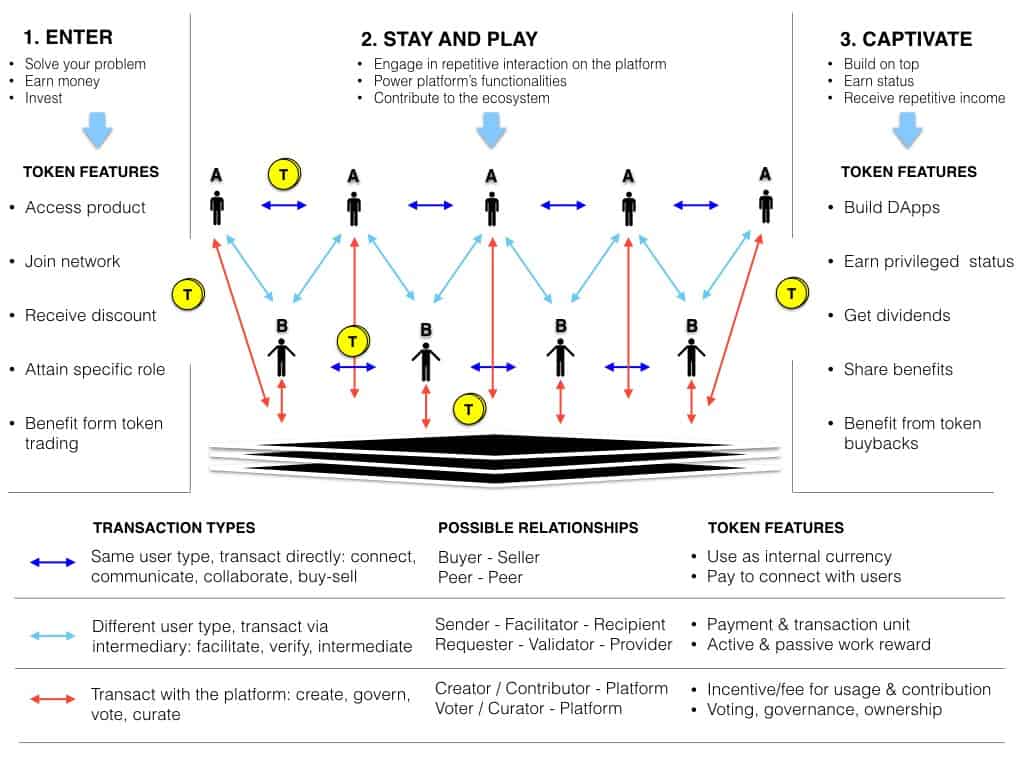 1. ENTER
• Solve your problem
• Earn money
• Invest
TOKEN FEATURES
• Access product
• Join network
• Receive discount
• Attain specific role
• Benefit form token
trading
2. STAY AND PLAY
• Engage in repetitive interaction on the platform
• Power platform's functionalities
• Contribute to the ecosystem
A
T
A
A
A
A
T
T
B
T
B
B
B
T
3. CAPTIVATE
• Build on top
• Earn status
• Receive repetitive income
TOKEN FEATURES
• Build DApps
• Earn privileged status
• Get dividends
• Share benefits
• Benefit from token
buybacks
TRANSACTION TYPES
POSSIBLE RELATIONSHIPS
TOKEN FEATURES
Same user type, transact directly: connect,
communicate, collaborate, buy-sell
Buyer - Seller
Peer - Peer
• Use as internal currency
• Pay to connect with users
Different user type, transact via
intermediary: facilitate, verify, intermediate
Sender - Facilitator - Recipient
Requester - Validator - Provider
• Payment & transaction unit
• Active & passive work reward
Transact with the platform: create, govern,
vote, curate
Creator / Contributor - Platform
Voter / Curator - Platform
• Incentive/fee for usage & contribution
• Voting, governance, ownership